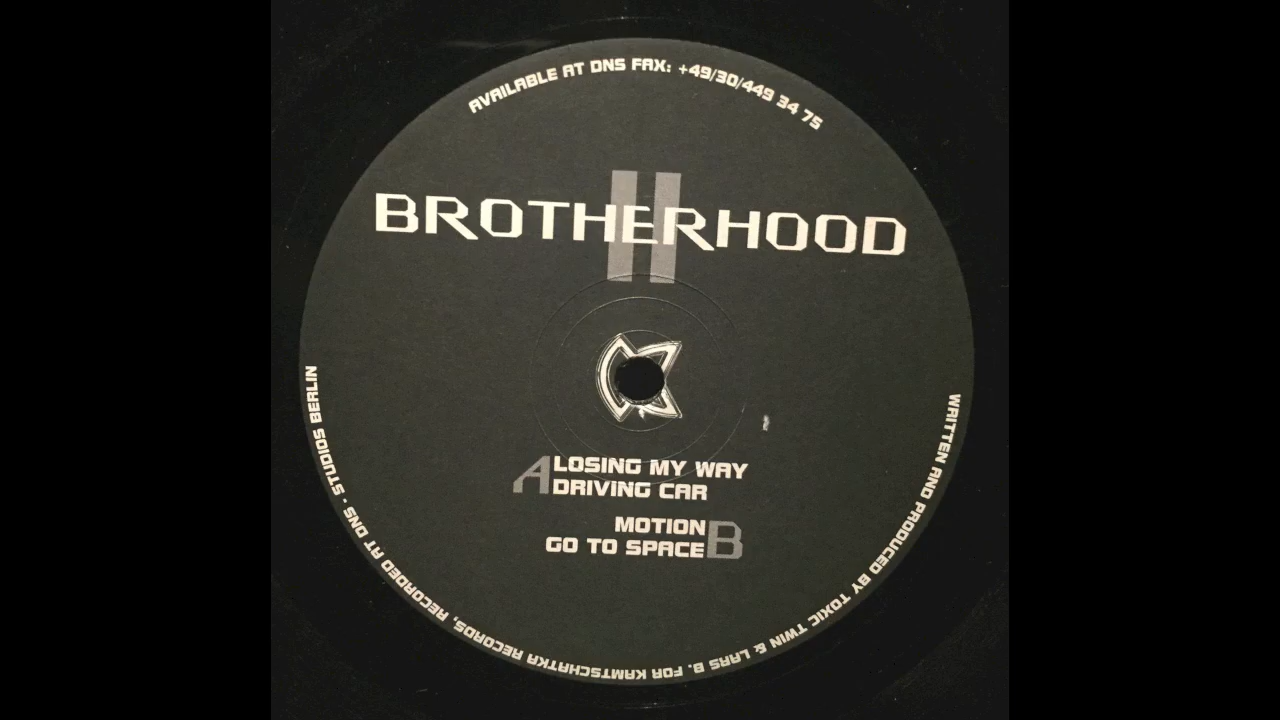 AVAILABLE AT DNS FAX: +49/30/449 34 75
II
BROTHERHOOD
A
LOSING MY WAY
DRIVING CAR
MOTION
GO TO SPACE
B
WRITTEN AND PRODUCED BY TOXIC TWIN & LARS B. FOR KAMTSCHATKA RECORDS, RECORDED AT DNS - STUDIOS BERLIN